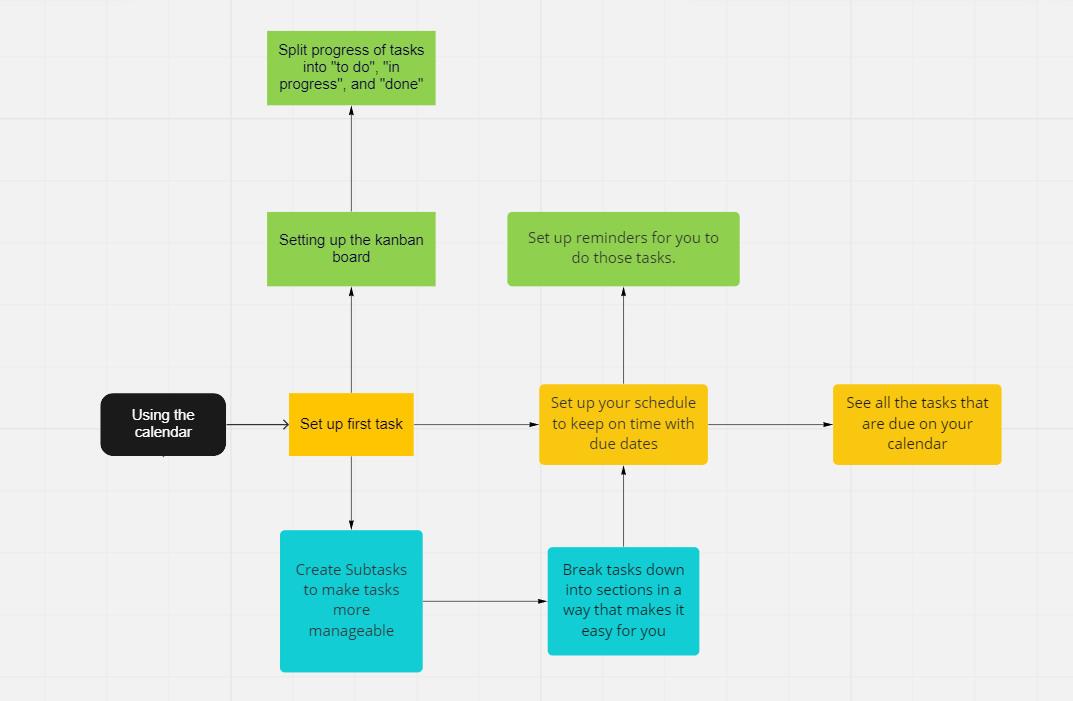 Split progress of tasks
into "to do", "in
progress", and "done"
Setting up the kanban
board
Set up reminders for you to
do those tasks.
Using the
calendar
Set up first task
Set up your schedule
to keep on time with
due dates
See all the tasks that
are due on your
calendar
Create Subtasks
to make tasks
more
manageable
Break tasks down
into sections in a
way that makes it
easy for you